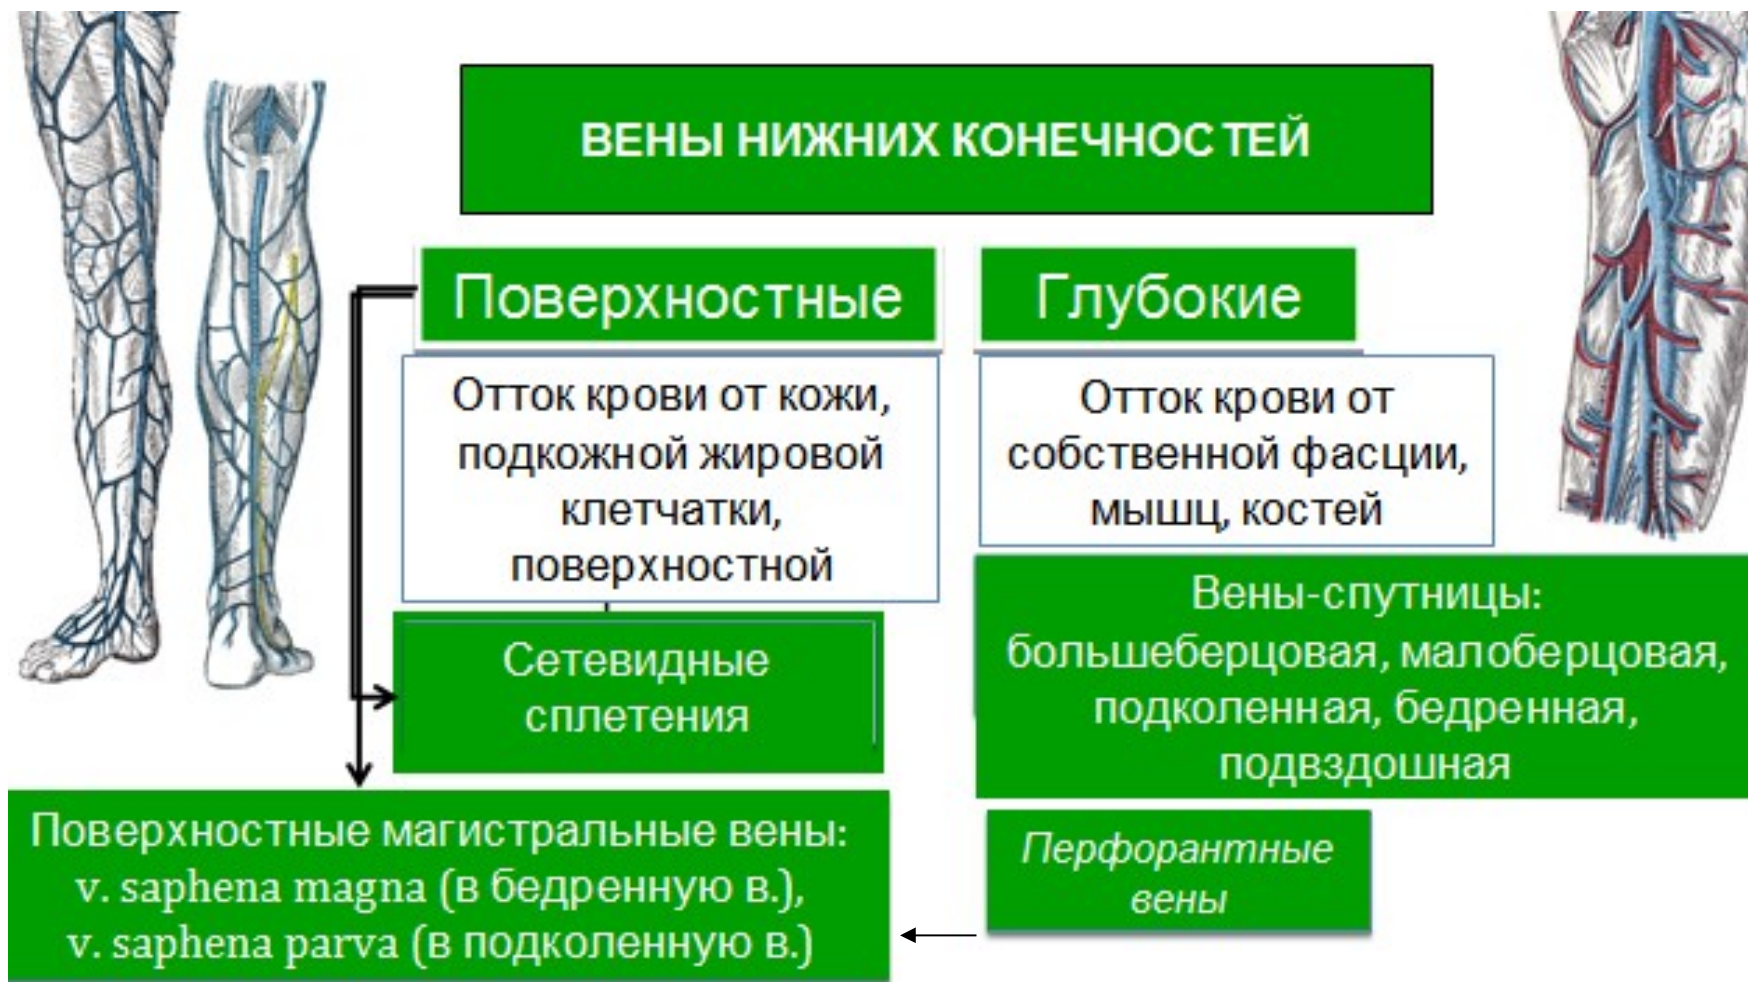 ВЕНЫ НИЖНИХ КОНЕЧНОСТЕЙ
Поверхностные
Отток крови от кожи,
подкожной жировой
клетчатки,
поверхностной
Сетевидные
сплетения
Поверхностные магистральные вены:
v. saphena magna (в бедренную в.),
v. saphena parva (в подколенную в.)
Глубокие
Отток крови от
собственной фасции,
мышц, костей
Вены-спутницы:
большеберцовая, малоберцовая,
подколенная, бедренная,
подвздошная
Перфорантные
вены